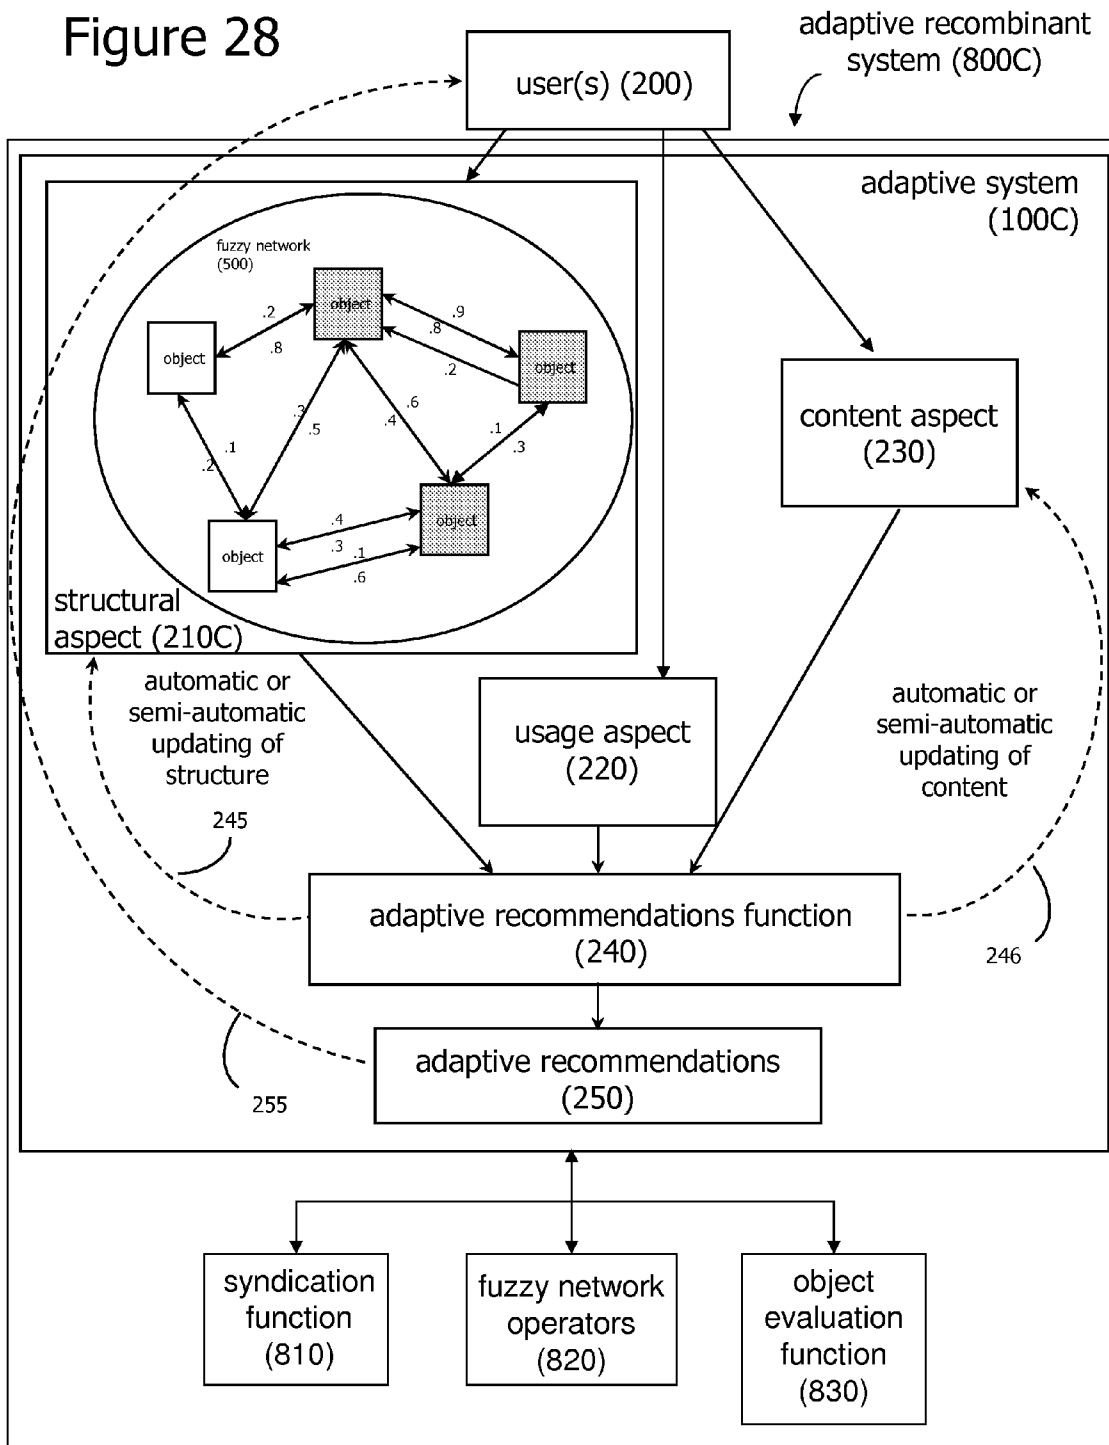 Figure 28
adaptive recombinant
system (800C)
user(s) (200)
adaptive system
(100C)
fuzzy network
(500)
object
object
object
object
object
.2
.8
.9
.8
.2
.3
.5
.6
.4
.1
.3
.1
.2
.4
.3
.1
.6
structural
aspect (210C)
content aspect
(230)
automatic or
semi-automatic
updating of
structure
245
usage aspect
(220)
automatic or
semi-automatic
updating of
content
246
adaptive recommendations function
(240)
adaptive recommendations
(250)
255
syndication
function
(810)
fuzzy network
operators
(820)
object
evaluation
function
(830)